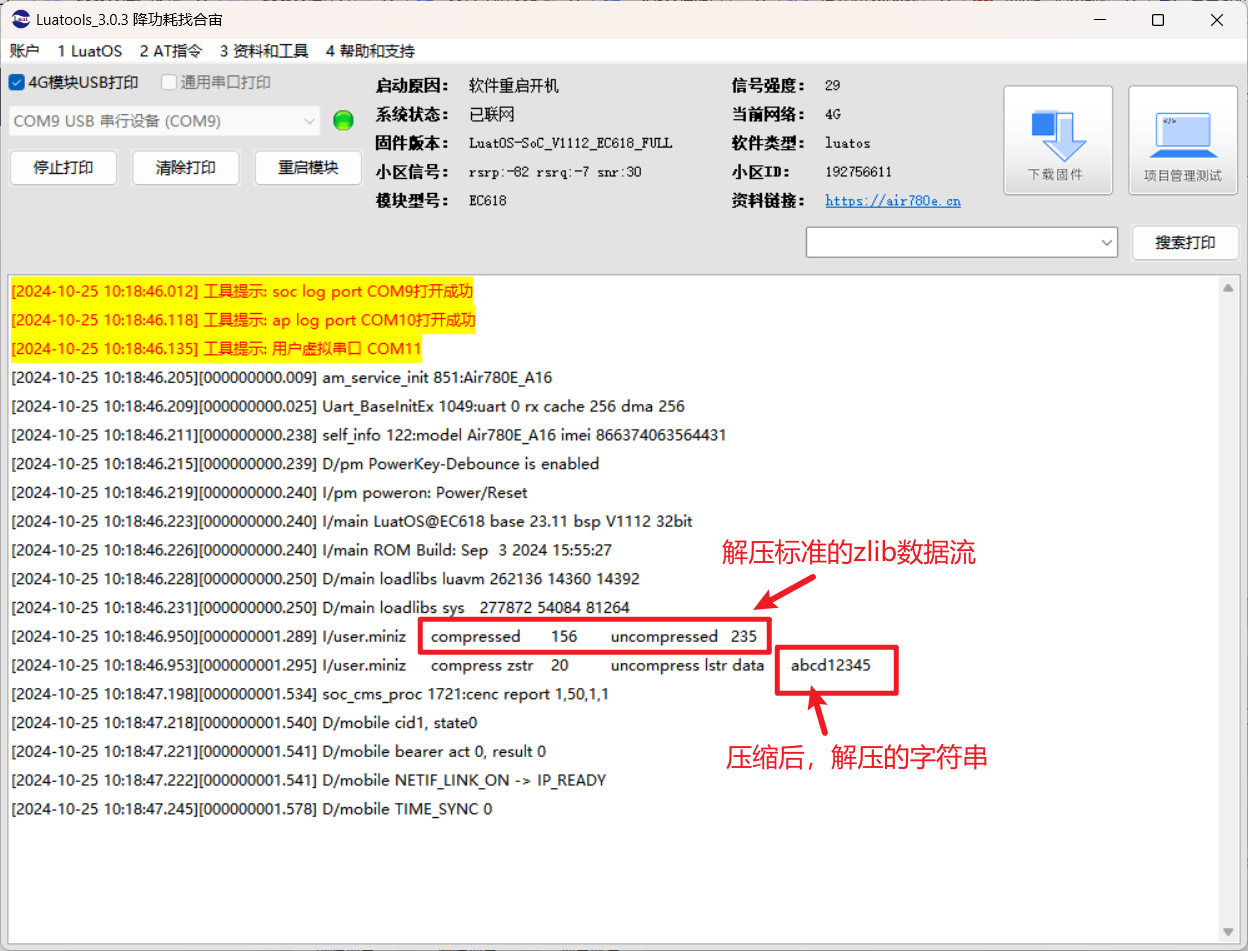 Luatools_3.0.3 降功耗找合宙
账户 1 LuatOS 2 AT指令 3 资料和工具 4 帮助和支持
4G模块USB打印 通用串口打印
COM9 USB 串行设备 (COM9)
停止打印 清除打印 重启模块
启动原因: 软件重启开机
系统状态: 已联网
固件版本: LuatOS-SoC_V1112_EC618_FULL
小区信号: rsrp:-82 rsrq:-7 snr:30
模块型号: EC618
信号强度: 29
当前网络: 4G
软件类型: luatos
小区ID: 192756611
资料链接: https://air780e.cn
下载固件
</>
项目管理测试
搜索打印
[2024-10-25 10:18:46.012] 工具提示: soc log port COM9打开成功
[2024-10-25 10:18:46.118] 工具提示: ap log port COM10打开成功
[2024-10-25 10:18:46.135] 工具提示: 用户虚拟串口 COM11
[2024-10-25 10:18:46.205][000000000.009] am_service_init 851:Air780E_A16
[2024-10-25 10:18:46.209][000000000.025] Uart_BaseInitEx 1049:uart 0 rx cache 256 dma 256
[2024-10-25 10:18:46.211][000000000.238] self_info 122:model Air780E_A16 imei 866374063564431
[2024-10-25 10:18:46.215][000000000.239] D/pm PowerKey-Debounce is enabled
[2024-10-25 10:18:46.219][000000000.240] I/pm poweron: Power/Reset
[2024-10-25 10:18:46.223][000000000.240] I/main LuatOS@EC618 base 23.11 bsp V1112 32bit
[2024-10-25 10:18:46.226][000000000.240] I/main ROM Build: Sep  3 2024 15:55:27
解压标准的zlib数据流
[2024-10-25 10:18:46.228][000000000.250] D/main loadlibs luavm 262136 14360 14392
[2024-10-25 10:18:46.231][000000000.250] D/main loadlibs sys   277872 54084 81264
[2024-10-25 10:18:46.950][000000001.289] I/user.miniz compressed 156 uncompressed 235
[2024-10-25 10:18:46.953][000000001.295] I/user.miniz compress zstr 20 uncompress lstr data abcd12345
[2024-10-25 10:18:47.198][000000001.534] soc_cms_proc 1721:cenc report 1,50,1,1
[2024-10-25 10:18:47.218][000000001.540] D/mobile cid1, state0
[2024-10-25 10:18:47.221][000000001.541] D/mobile bearer act 0, result 0
压缩后，解压的字符串
[2024-10-25 10:18:47.222][000000001.541] D/mobile NETIF_LINK_ON -> IP_READY
[2024-10-25 10:18:47.245][000000001.578] D/mobile TIME_SYNC 0